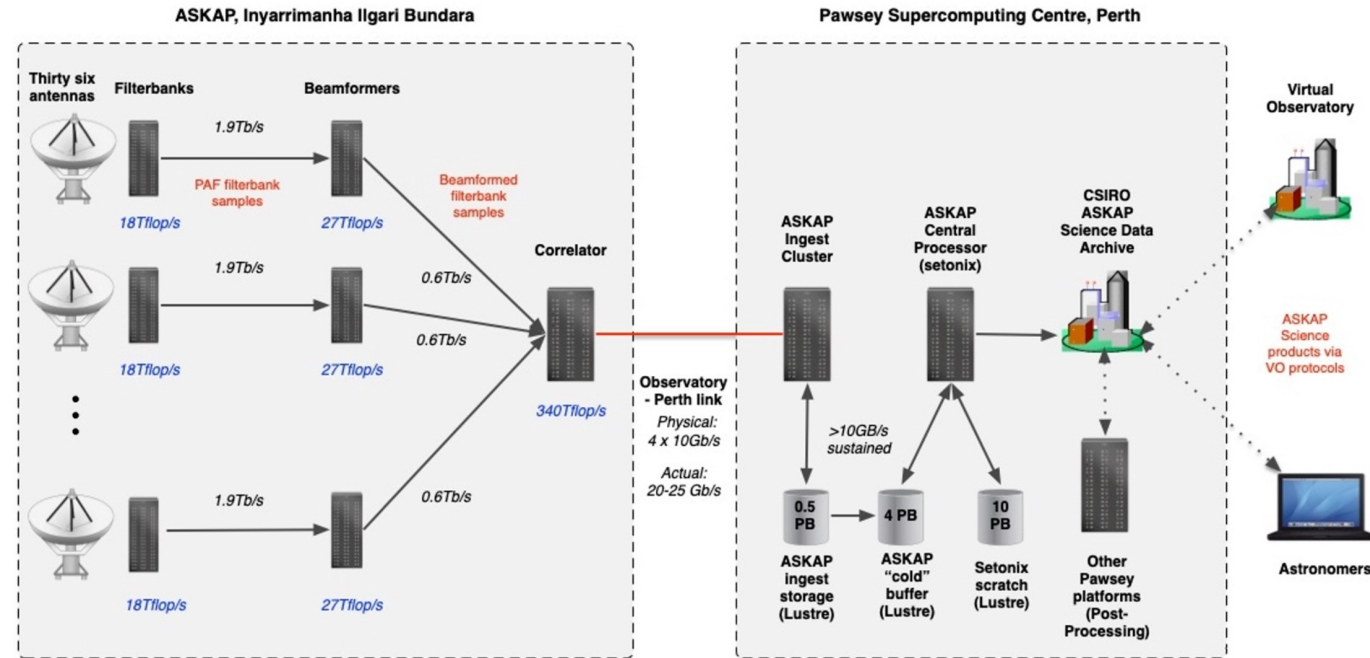 ASKAP, Inyarrimanha Ilgari Bundara
Pawsey Supercomputing Centre, Perth
Thirty six
antennas
Filterbanks
Beamformers
1.9Tb/s
PAF filterbank
samples
18Tflop/s
27Tflop/s
Beamformed
filterbank
samples
1.9Tb/s
18Tflop/s
27Tflop/s
0.6Tb/s
0.6Tb/s
Correlator
340Tflop/s
1.9Tb/s
0.6Tb/s
18Tflop/s
27Tflop/s
Observatory
- Perth link
Physical:
4 x 10Gb/s
Actual:
20-25 Gb/s
ASKAP
Ingest
Cluster
ASKAP
Central
Processor
(setonix)
CSIRO
ASKAP
Science Data
Archive
>10GB/s
sustained
0.5
PB
4 PB
10
PB
ASKAP
ingest
storage
(Lustre)
ASKAP
“cold”
buffer
(Lustre)
Setonix
scratch
(Lustre)
Other
Pawsey
platforms
(Post-
Processing)
Virtual
Observatory
ASKAP
Science
products via
VO protocols
Astronomers